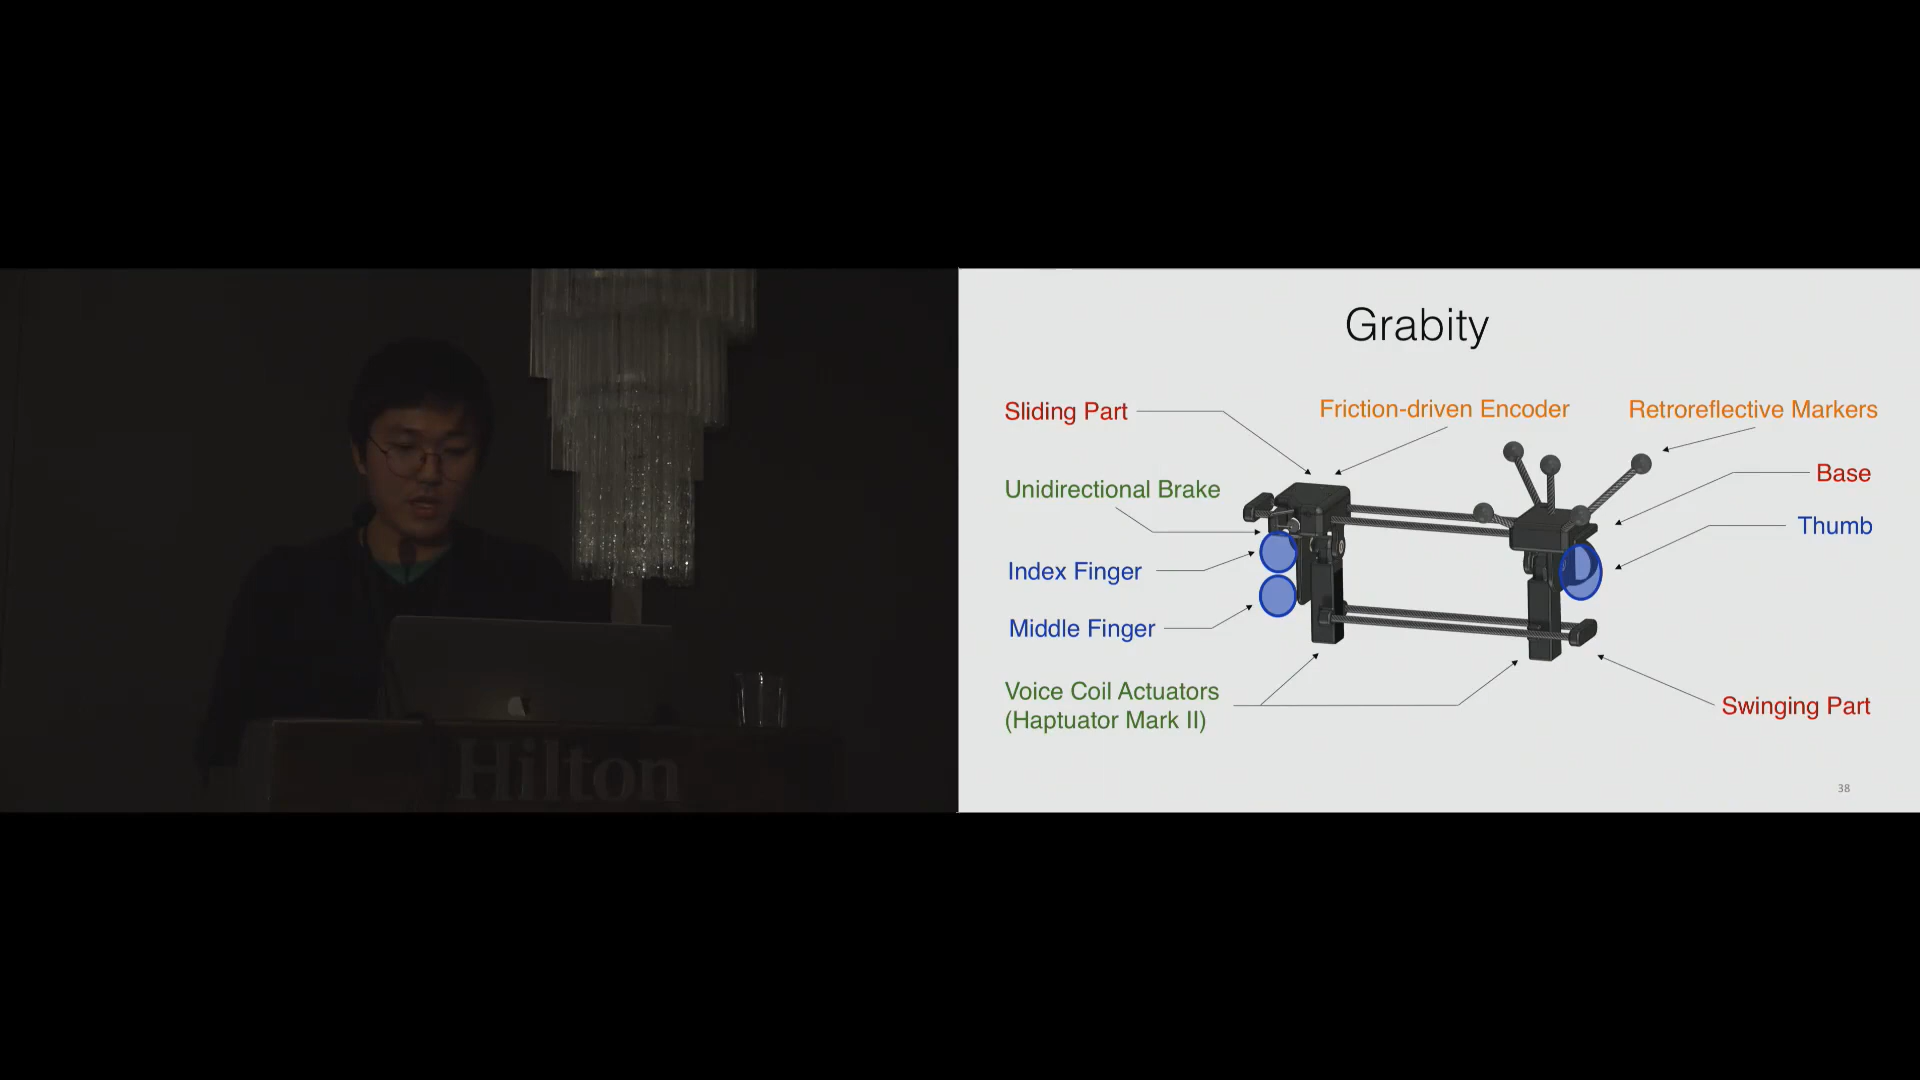 Grabity
Sliding Part
Friction-driven Encoder
Retroreflective Markers
Unidirectional Brake
Base
Thumb
Index Finger
Middle Finger
Voice Coil Actuators
(Haptuator Mark II)
Swinging Part
38
Hilton